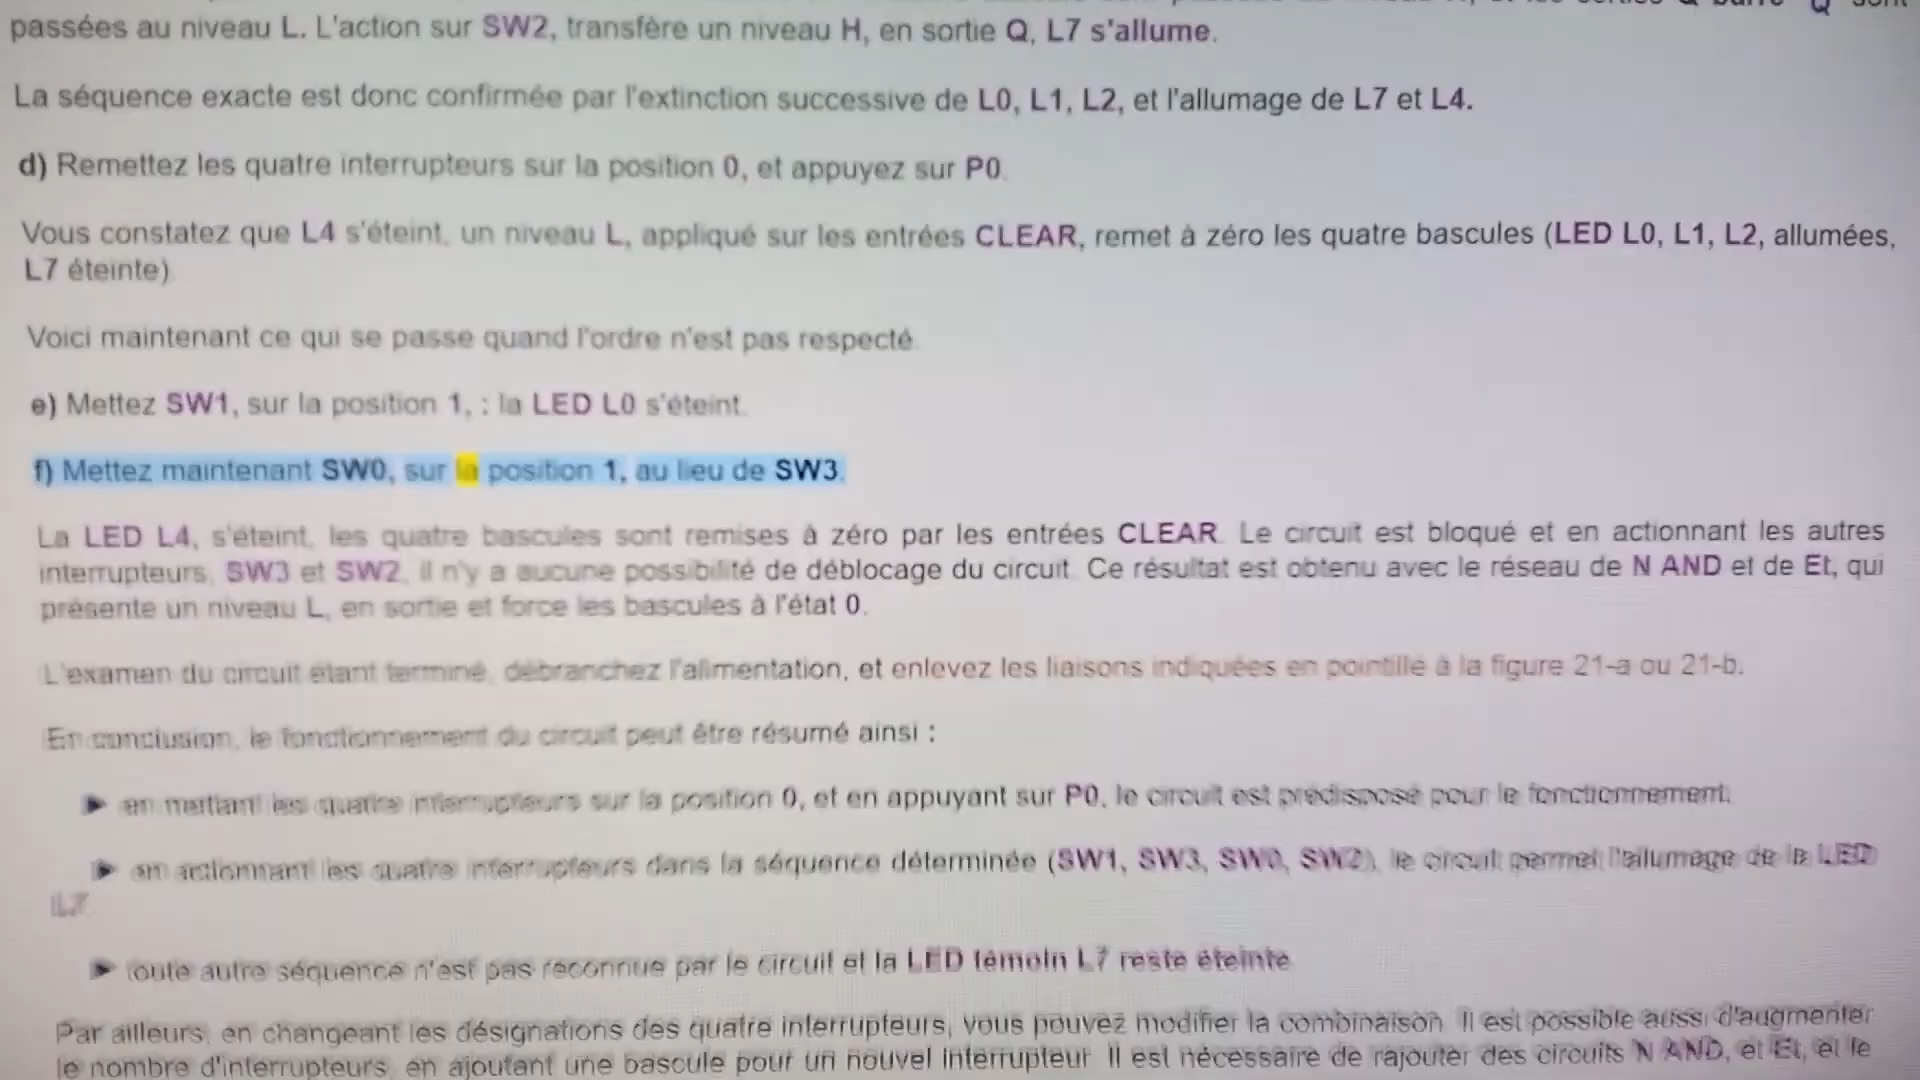 passées au niveau L. L'action sur SW2, transfère un niveau H, en sortie Q, L7 s'allume.
La séquence exacte est donc confirmée par l'extinction successive de L0, L1, L2, et l'allumage de L7 et L4.
d) Remettez les quatre interrupteurs sur la position 0, et appuyez sur P0.
Vous constatez que L4 s'éteint, un niveau L, appliqué sur les entrées CLEAR, remet à zéro les quatre bascules (LED L0, L1, L2, allumées,
L7 éteinte)
Voici maintenant ce qui se passe quand l'ordre n'est pas respecté.
e) Mettez SW1, sur la position 1, : la LED L0 s'éteint.
f) Mettez maintenant SW0, sur la position 1, au lieu de SW3.
La LED L4, s'éteint, les quatre bascules sont remises à zéro par les entrées CLEAR. Le circuit est bloqué et en actionnant les autres
interrupteurs, SW3 et SW2, il n'y a aucune possibilité de déblocage du circuit. Ce résultat est obtenu avec le réseau de N AND et de Et, qui
présente un niveau L, en sortie et force les bascules à l'état 0.
L'examen du circuit étant terminé, débranchez l'alimentation, et enlevez les liaisons indiquées en pointillé à la figure 21-a ou 21-b.
En conclusion, le fonctionnement du circuit peut être résumé ainsi :
► en mettant les quatre interrupteurs sur la position 0, et en appuyant sur P0, le circuit est prédisposé pour le fonctionnement.
► en actionnant les quatre interrupteurs dans la séquence déterminée (SW1, SW3, SW0, SW2), le circuit permet l'allumage de la LED
L7
► toute autre séquence n'est pas reconnue par le circuit et la LED témoin L7 reste éteinte
Par ailleurs, en changeant les désignations des quatre interrupteurs, vous pouvez modifier la combinaison. Il est possible aussi d'augmenter
le nombre d'interrupteurs, en ajoutant une bascule pour un nouvel interrupteur. Il est nécessaire de rajouter des circuits N AND, et Et, et le